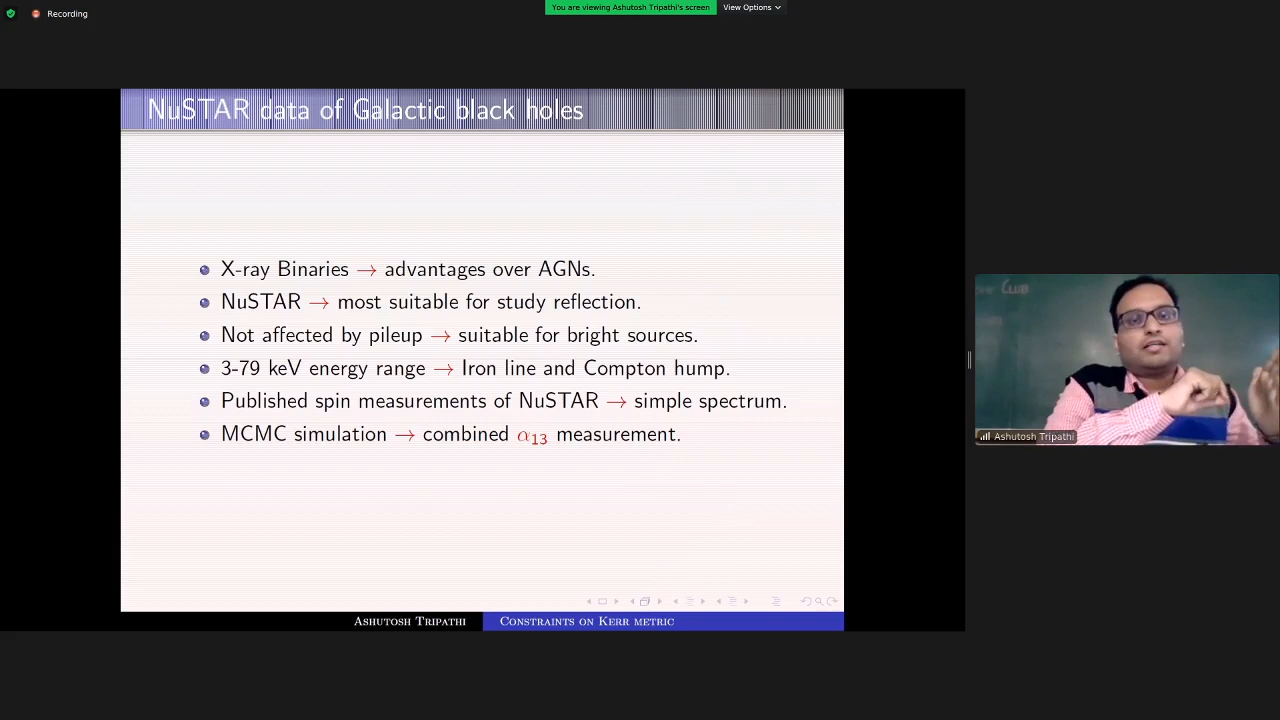 Recording
You are viewing Ashutosh Tripathi's screen
View Options
NuSTAR data of Galactic black holes
X-ray Binaries → advantages over AGNs.
NuSTAR → most suitable for study reflection.
Not affected by pileup → suitable for bright sources.
3-79 keV energy range → Iron line and Compton hump.
Published spin measurements of NuSTAR → simple spectrum.
MCMC simulation → combined α₁₃ measurement.
Ashutosh Tripathi
Constraints on Kerr metric
Club
Ashutosh Tripathi